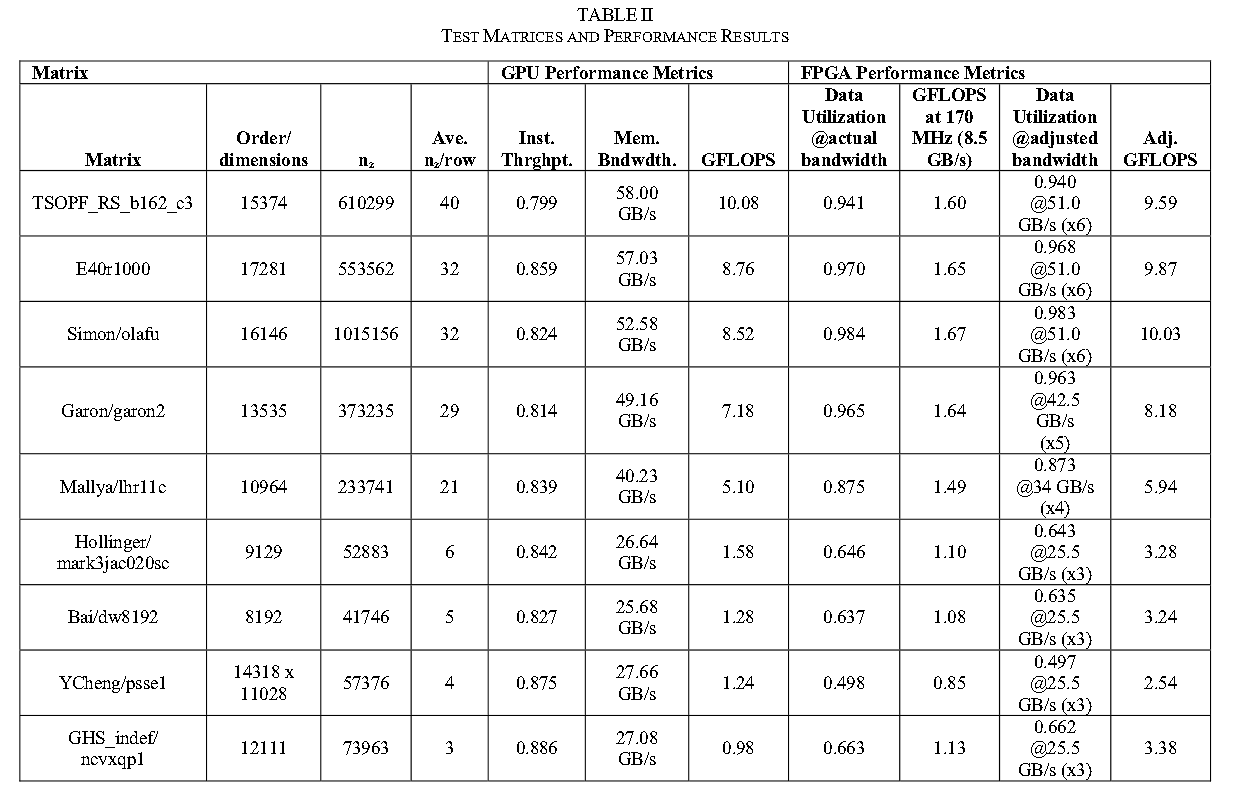 TABLE II
TEST MATRICES AND PERFORMANCE RESULTS
Matrix GPU Performance Metrics FPGA Performance Metrics
Matrix Order/ dimensions n_z Ave. n_z/row Inst. Thrghpt. Mem. Bndwdth. GFLOPS Data Utilization @actual bandwidth GFLOPS at 170 MHz (8.5 GB/s) Data Utilization @adjusted bandwidth Adj. GFLOPS
TSOPF_RS_b162_c3 15374 610299 40 0.799 58.00 GB/s 10.08 0.941 1.60 0.940 @51.0 GB/s (x6) 9.59
E40r1000 17281 553562 32 0.859 57.03 GB/s 8.76 0.970 1.65 0.968 @51.0 GB/s (x6) 9.87
Simon/olafu 16146 1015156 32 0.824 52.58 GB/s 8.52 0.984 1.67 0.983 @51.0 GB/s (x6) 10.03
Garon/garon2 13535 373235 29 0.814 49.16 GB/s 7.18 0.965 1.64 0.963 @42.5 GB/s (x5) 8.18
Mallya/lhr11c 10964 233741 21 0.839 40.23 GB/s 5.10 0.875 1.49 0.873 @34 GB/s (x4) 5.94
Hollinger/ mark3jac020sc 9129 52883 6 0.842 26.64 GB/s 1.58 0.646 1.10 0.643 @25.5 GB/s (x3) 3.28
Bai/dw8192 8192 41746 5 0.827 25.68 GB/s 1.28 0.637 1.08 0.635 @25.5 GB/s (x3) 3.24
YCheng/psse1 14318 x 11028 57376 4 0.875 27.66 GB/s 1.24 0.498 0.85 0.497 @25.5 GB/s (x3) 2.54
GHS_indef/ ncvxqp1 12111 73963 3 0.886 27.08 GB/s 0.98 0.663 1.13 0.662 @25.5 GB/s (x3) 3.38